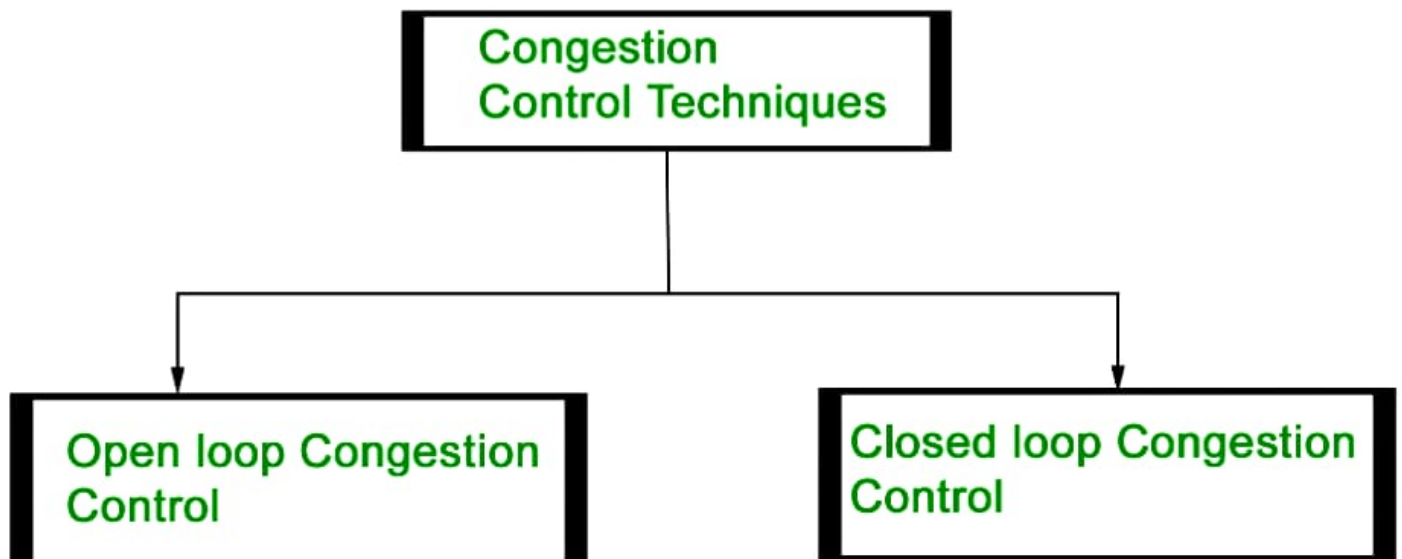 Congestion
Control Techniques
Open loop Congestion
Control
Closed loop Congestion
Control